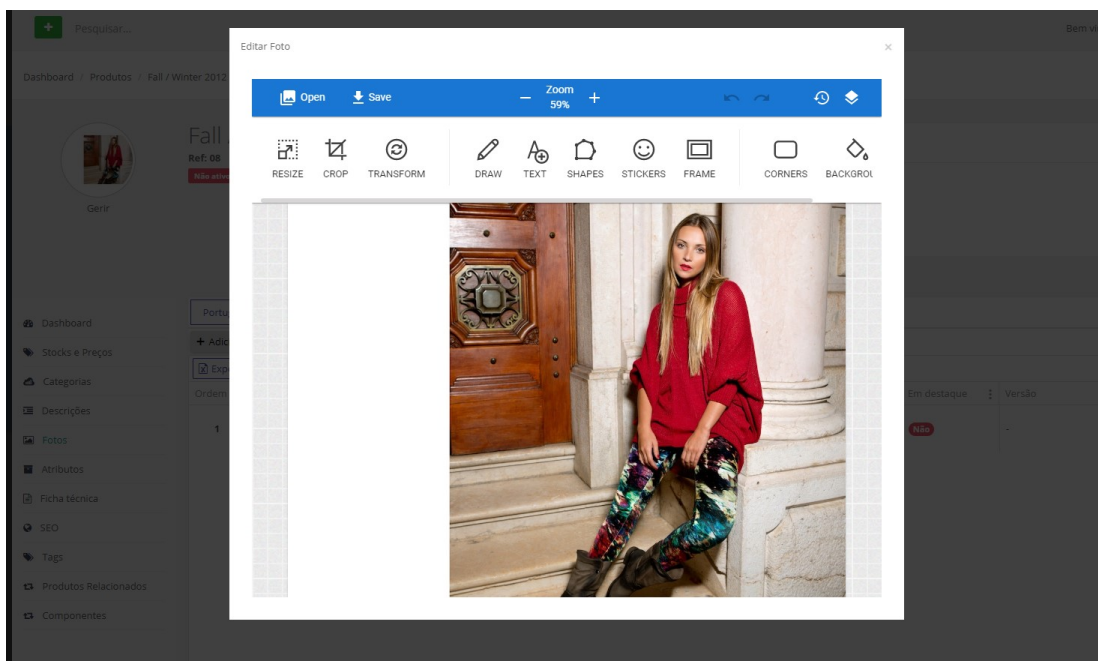 Pesquisar...
Bem vi
Editar Foto
×
Dashboard / Produtos / Fall / Winter 2012
Open
Save
Zoom
59%
Fall
Ref: 08
Não ativo
RESIZE
CROP
TRANSFORM
DRAW
TEXT
SHAPES
STICKERS
FRAME
CORNERS
BACKGROU
Gerir
Portu
+ Adic
Exp
Ordem
Em destaque
Versão
1
Não
-
Dashboard
Stocks e Preços
Categorias
Descrições
Fotos
Atributos
Ficha técnica
SEO
Tags
Produtos Relacionados
Componentes